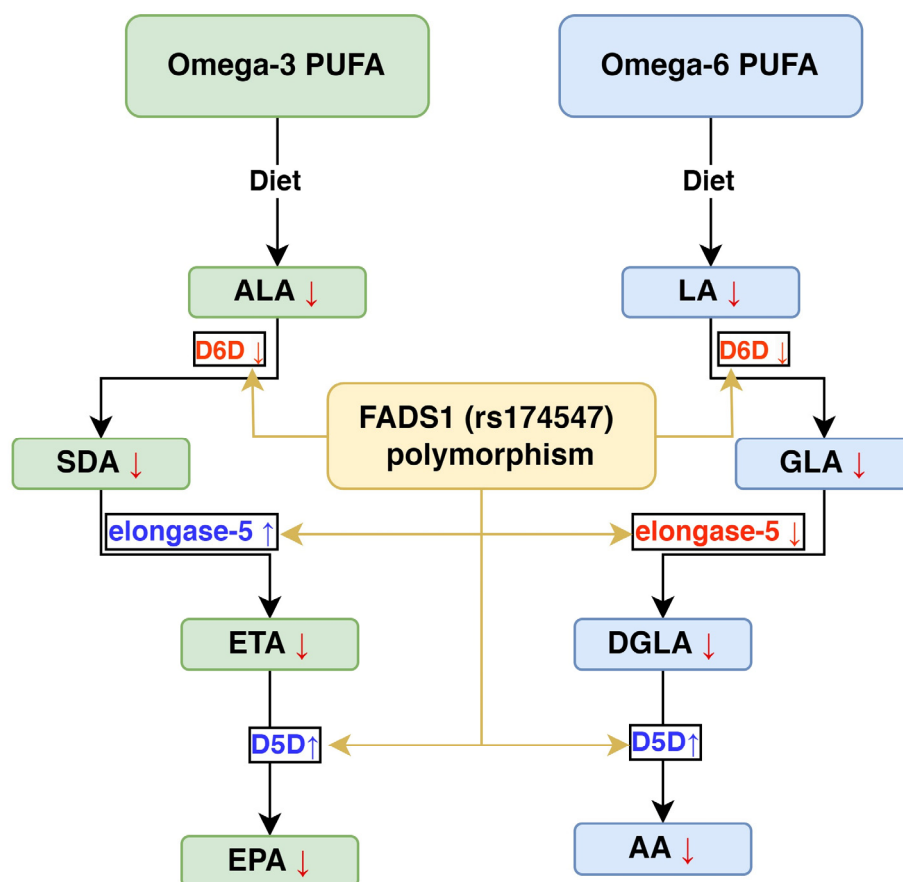 Omega-3 PUFA
Omega-6 PUFA
Diet
Diet
ALA ↓
LA ↓
D6D ↓
D6D ↓
FADS1 (rs174547)
polymorphism
SDA ↓
GLA ↓
elongase-5 ↑
elongase-5 ↓
ETA ↓
DGLA ↓
D5D↑
D5D↑
EPA ↓
AA ↓